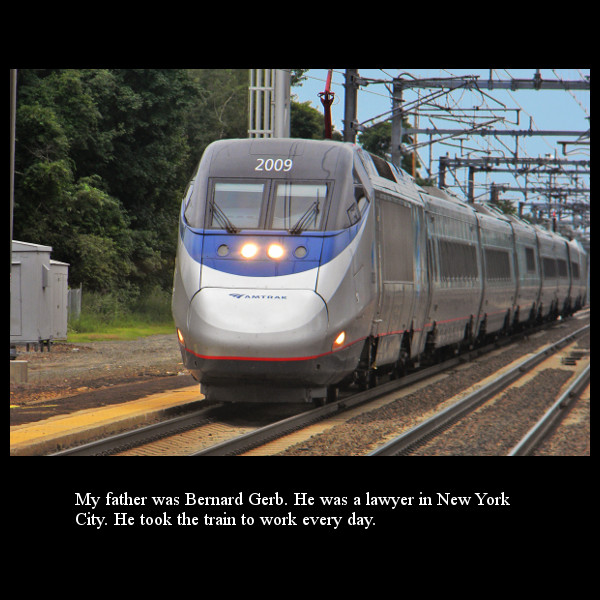 2009
AMTRAK
My father was Bernard Gerb. He was a lawyer in New York
City. He took the train to work every day.